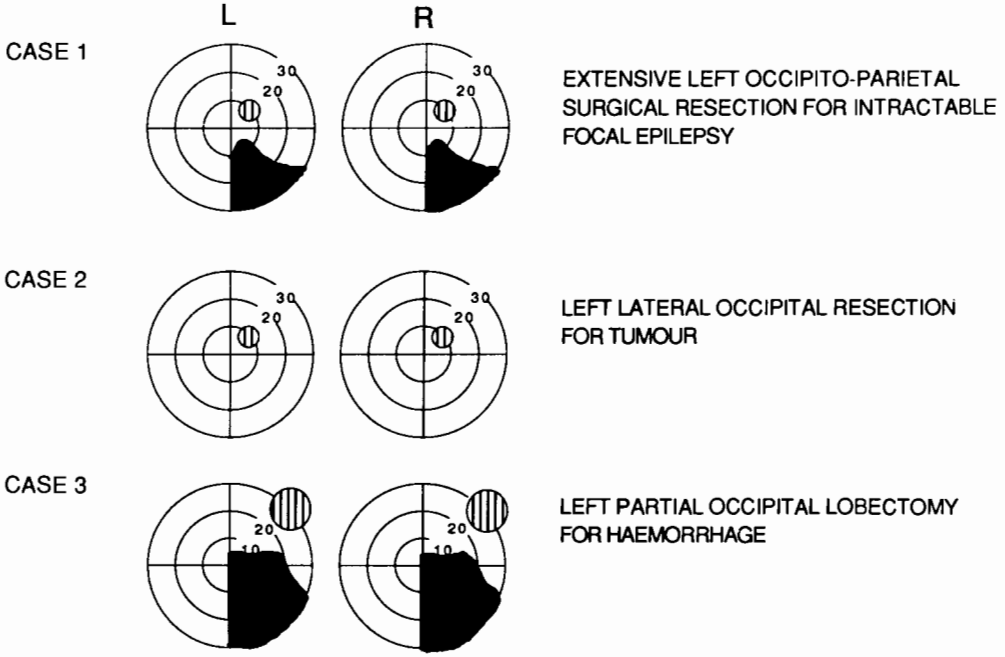 L R
CASE 1
30 30
20 20
EXTENSIVE LEFT OCCIPITO-PARIETAL
SURGICAL RESECTION FOR INTRACTABLE
FOCAL EPILEPSY
CASE 2
30 30
20 20
LEFT LATERAL OCCIPITAL RESECTION
FOR TUMOUR
CASE 3
20 20
10 10
LEFT PARTIAL OCCIPITAL LOBECTOMY
FOR HAEMORRHAGE